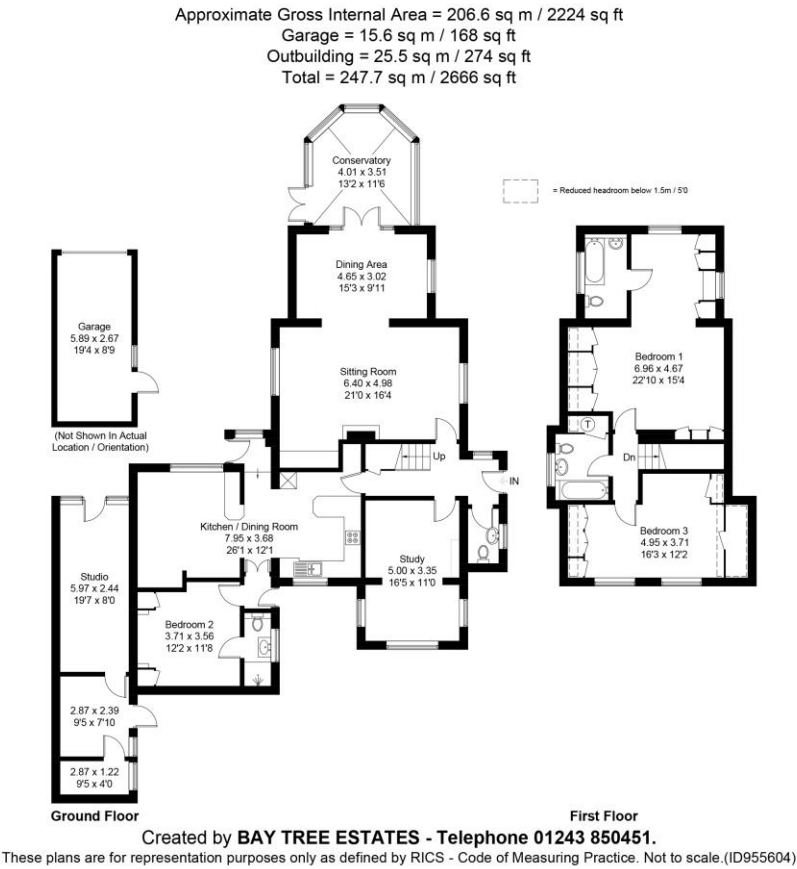 Approximate Gross Internal Area = 206.6 sq m / 2224 sq ft
Garage = 15.6 sq m / 168 sq ft
Outbuilding = 25.5 sq m / 274 sq ft
Total = 247.7 sq m / 2666 sq ft
Conservatory
4.01 x 3.51
13'2 x 11'6
= Reduced headroom below 1.5m / 5'0
Dining Area
4.65 x 3.02
15'3 x 9'11
Garage
5.89 x 2.67
19'4 x 8'9
(Not Shown In Actual
Location / Orientation)
Sitting Room
6.40 x 4.98
21'0 x 16'4
Bedroom 1
6.96 x 4.67
22'10 x 15'4
T
Up
Dn
IN
Kitchen / Dining Room
7.95 x 3.68
26'1 x 12'1
Study
5.00 x 3.35
16'5 x 11'0
Bedroom 3
4.95 x 3.71
16'3 x 12'2
Studio
5.97 x 2.44
19'7 x 8'0
Bedroom 2
3.71 x 3.56
12'2 x 11'8
2.87 x 2.39
9'5 x 7'10
2.87 x 1.22
9'5 x 4'0
Ground Floor
First Floor
Created by BAY TREE ESTATES - Telephone 01243 850451.
These plans are for representation purposes only as defined by RICS - Code of Measuring Practice. Not to scale.(ID955604)